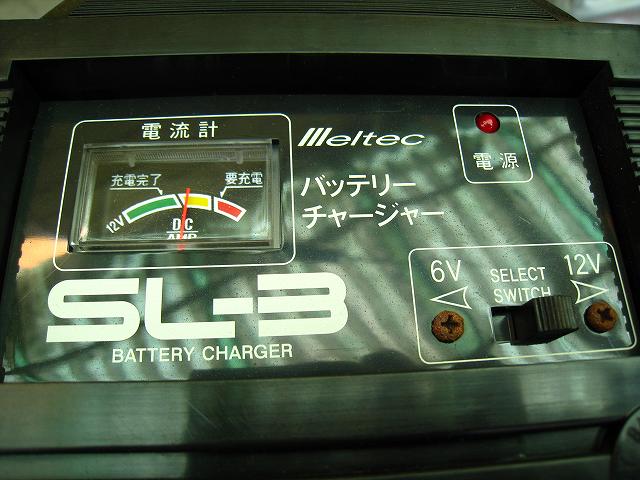 電流計
充電完了
要充電
12V
DC
AMP
Meltec
バッテリー
チャージャー
電源
SL-3
BATTERY CHARGER
6V
SELECT
SWITCH
12V